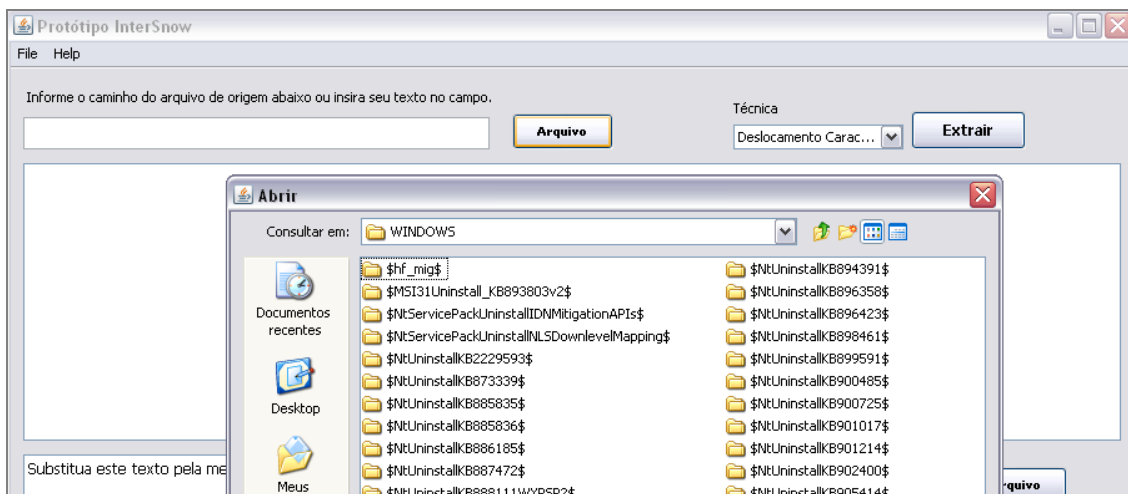 Protótipo InterSnow
File Help
Informe o caminho do arquivo de origem abaixo ou insira seu texto no campo.
Técnica
Arquivo
Deslocamento Carac...
Extrair
Abrir
Consultar em: WINDOWS
$hf_mig$
$MSI31Uninstall_KB893803v2$
$NtServicePackUninstallIDNMitigationAPIs$
$NtServicePackUninstallNLSDownlevelMapping$
$NtUninstallKB2229593$
$NtUninstallKB873339$
$NtUninstallKB885835$
$NtUninstallKB885836$
$NtUninstallKB886185$
$NtUninstallKB887472$
$NtUninstallKB888111WXPSP2$
$NtUninstallKB894391$
$NtUninstallKB896358$
$NtUninstallKB896423$
$NtUninstallKB898461$
$NtUninstallKB899591$
$NtUninstallKB900485$
$NtUninstallKB900725$
$NtUninstallKB901017$
$NtUninstallKB901214$
$NtUninstallKB902400$
$NtUninstallKB905414$
Documentos
recentes
Desktop
Meus
Substitua este texto pela me
rquivo